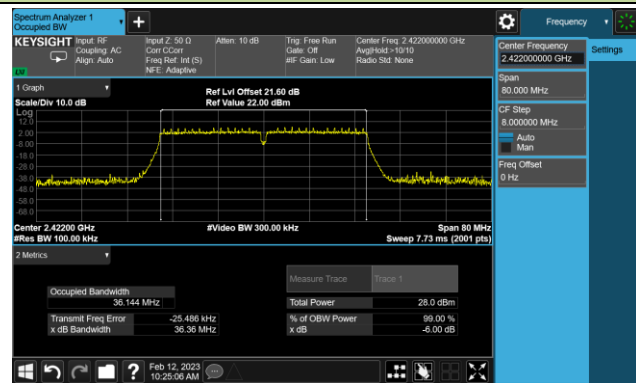 Spectrum Analyzer 1
Occupied BW
Frequency
KEYSIGHT
Input: RF
Coupling: AC
Align: Auto
Input Z: 50 Ω
Corr CCorr
Freq Ref: Int (S)
NFE: Adaptive
Atten: 10 dB
Trig: Free Run
Gate: Off
#IF Gain: Low
Center Freq: 2.422000000 GHz
Avg|Hold:>10/10
Radio Std: None
Center Frequency
2.422000000 GHz
Settings
Span
80.000 MHz
CF Step
8.000000 MHz
Auto
Man
Freq Offset
0 Hz
1 Graph
Scale/Div 10.0 dB
Ref Lvl Offset 21.60 dB
Ref Value 22.00 dBm
Log
12.0
2.00
-8.00
-18.0
-28.0
-38.0
-48.0
-58.0
-68.0
Center 2.42200 GHz
#Video BW 300.00 kHz
Span 80 MHz
#Res BW 100.00 kHz
Sweep 7.73 ms (2001 pts)
2 Metrics
Measure Trace
Trace 1
Occupied Bandwidth
36.144 MHz
Total Power
28.0 dBm
Transmit Freq Error
-25.486 kHz
% of OBW Power
99.00 %
x dB Bandwidth
36.36 MHz
x dB
-6.00 dB
Feb 12, 2023
10:25:06 AM